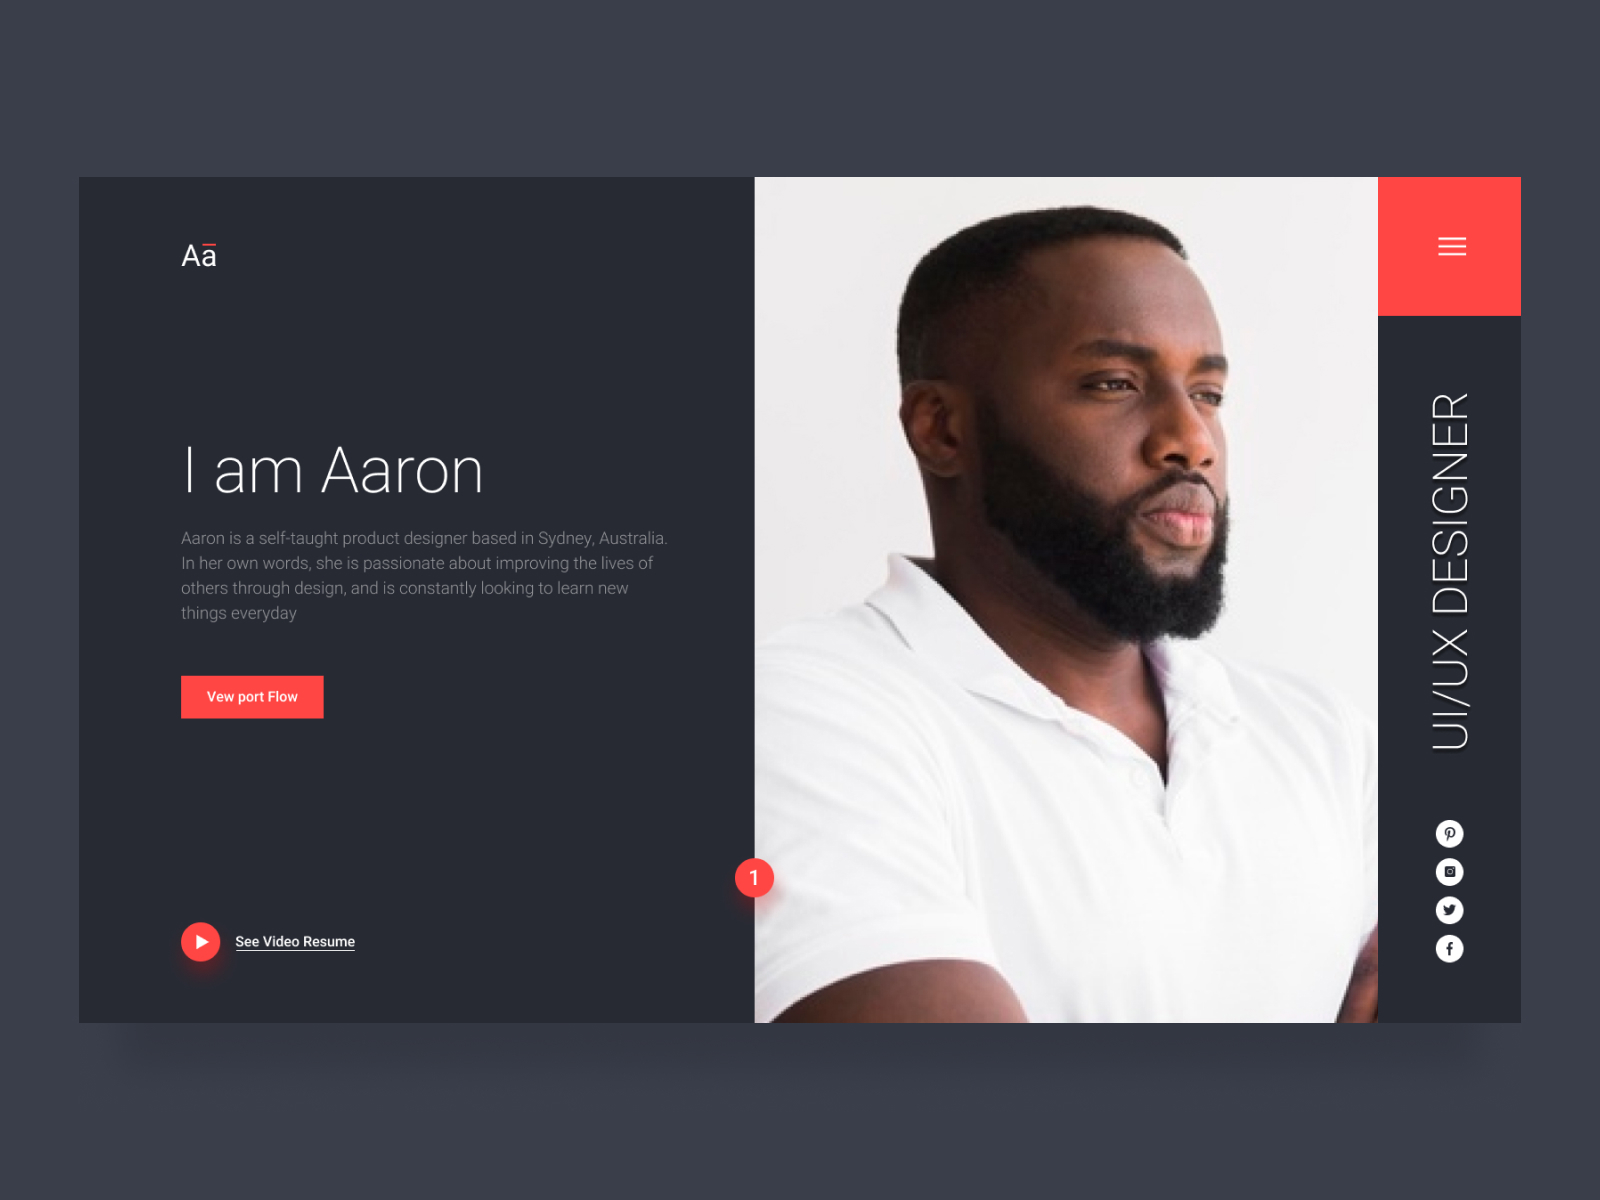 Aa
I am Aaron
Aaron is a self-taught product designer based in Sydney, Australia.
In her own words, she is passionate about improving the lives of
others through design, and is constantly looking to learn new
things everyday
Vew port Flow
1
See Video Resume
UI/UX DESIGNER